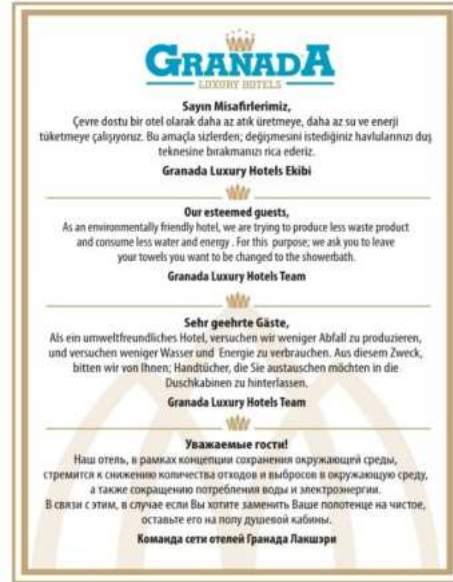 GRANADA
LUXURY HOTELS
Sayın Misafirlerimiz,
Çevre dostu bir otel olarak daha az atık üretmeye, daha az su ve enerji
tüketmeye çalışıyoruz. Bu amaçla sizlerden; değişmesini istediğiniz havlularınızı duş
teknesine bırakmanızı rica ederiz.
Granada Luxury Hotels Ekibi
Our esteemed guests,
As an environmentally friendly hotel, we are trying to produce less waste product
and consume less water and energy . For this purpose; we ask you to leave
your towels you want to be changed to the showerbath.
Granada Luxury Hotels Team
Sehr geehrte Gäste,
Als ein umweltfreundliches Hotel, versuchen wir weniger Abfall zu produzieren,
und versuchen weniger Wasser und Energie zu verbrauchen. Aus diesem Zweck,
bitten wir von Ihnen; Handtücher, die Sie austauschen möchten in die
Duschkabinen zu hinterlassen.
Granada Luxury Hotels Team
Уважаемые гости!
Наш отель, в рамках концепции сохранения окружающей среды,
стремится к снижению количества отходов и выбросов в окружающую среду,
а также сокращению потребления воды и электроэнергии.
В связи с этим, в случае если Вы хотите заменить Ваше полотенце на чистое,
оставьте его на полу душевой кабины.
Команда сети отелей Гранада Лакшэри